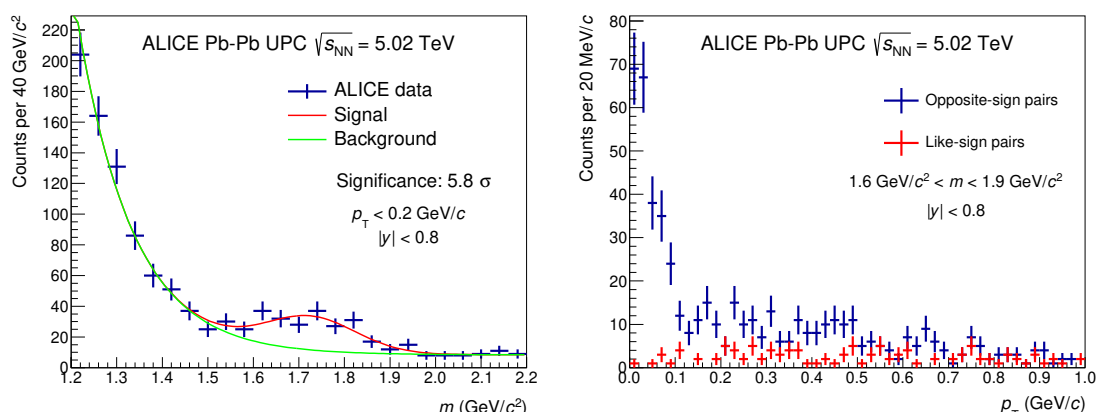 Counts per 40 GeV/c²
220
200
180
160
140
120
100
80
60
40
20
0
ALICE Pb-Pb UPC √sNN = 5.02 TeV
ALICE data
Signal
Background
Significance: 5.8 σ
pT < 0.2 GeV/c
|y| < 0.8
1.2 1.3 1.4 1.5 1.6 1.7 1.8 1.9 2.0 2.1 2.2
m (GeV/c²)
Counts per 20 MeV/c
80
70
60
50
40
30
20
10
0
ALICE Pb-Pb UPC √sNN = 5.02 TeV
Opposite-sign pairs
Like-sign pairs
1.6 GeV/c² < m < 1.9 GeV/c²
|y| < 0.8
0.0 0.1 0.2 0.3 0.4 0.5 0.6 0.7 0.8 0.9 1.0
pT (GeV/c)